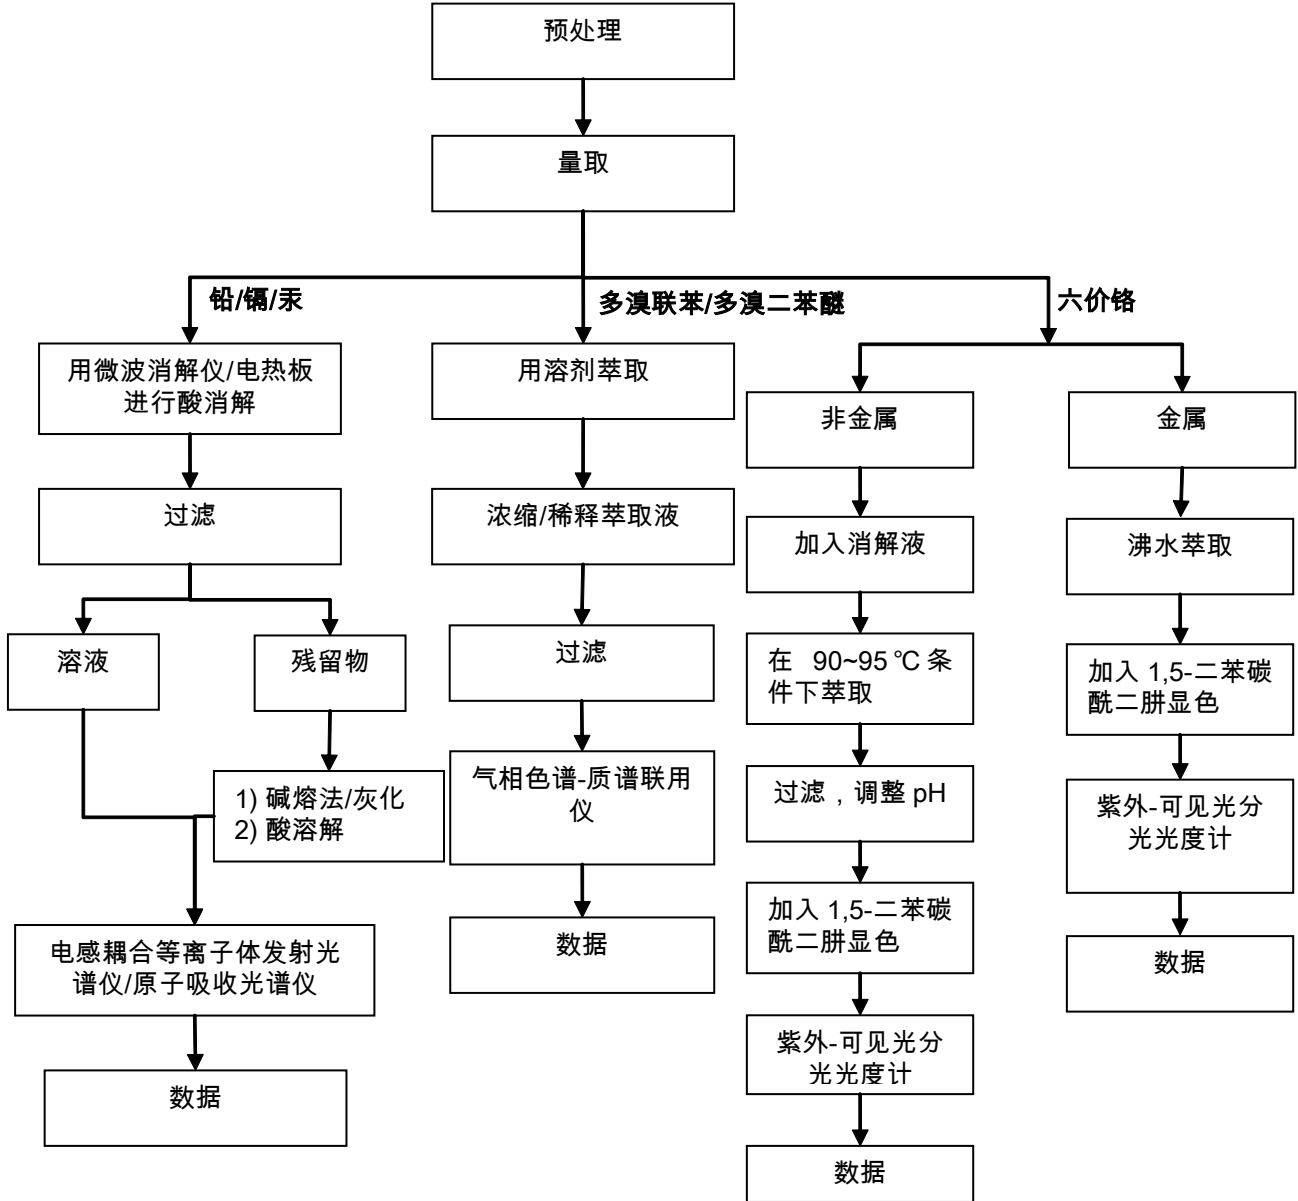 预处理
量取
铅/镉/汞
多溴联苯/多溴二苯醚
六价铬
用微波消解仪/电热板
进行酸消解
过滤
溶液
残留物
1) 碱熔法/灰化
2) 酸溶解
电感耦合等离子体发射光
谱仪/原子吸收光谱仪
数据
用溶剂萃取
浓缩/稀释萃取液
过滤
气相色谱-质谱联用
仪
数据
非金属
加入消解液
在 90~95 ℃ 条
件下萃取
过滤，调整 pH
加入 1,5-二苯碳
酰二肼显色
紫外-可见光分
光光度计
数据
金属
沸水萃取
加入 1,5-二苯碳
酰二肼显色
紫外-可见光分
光光度计
数据